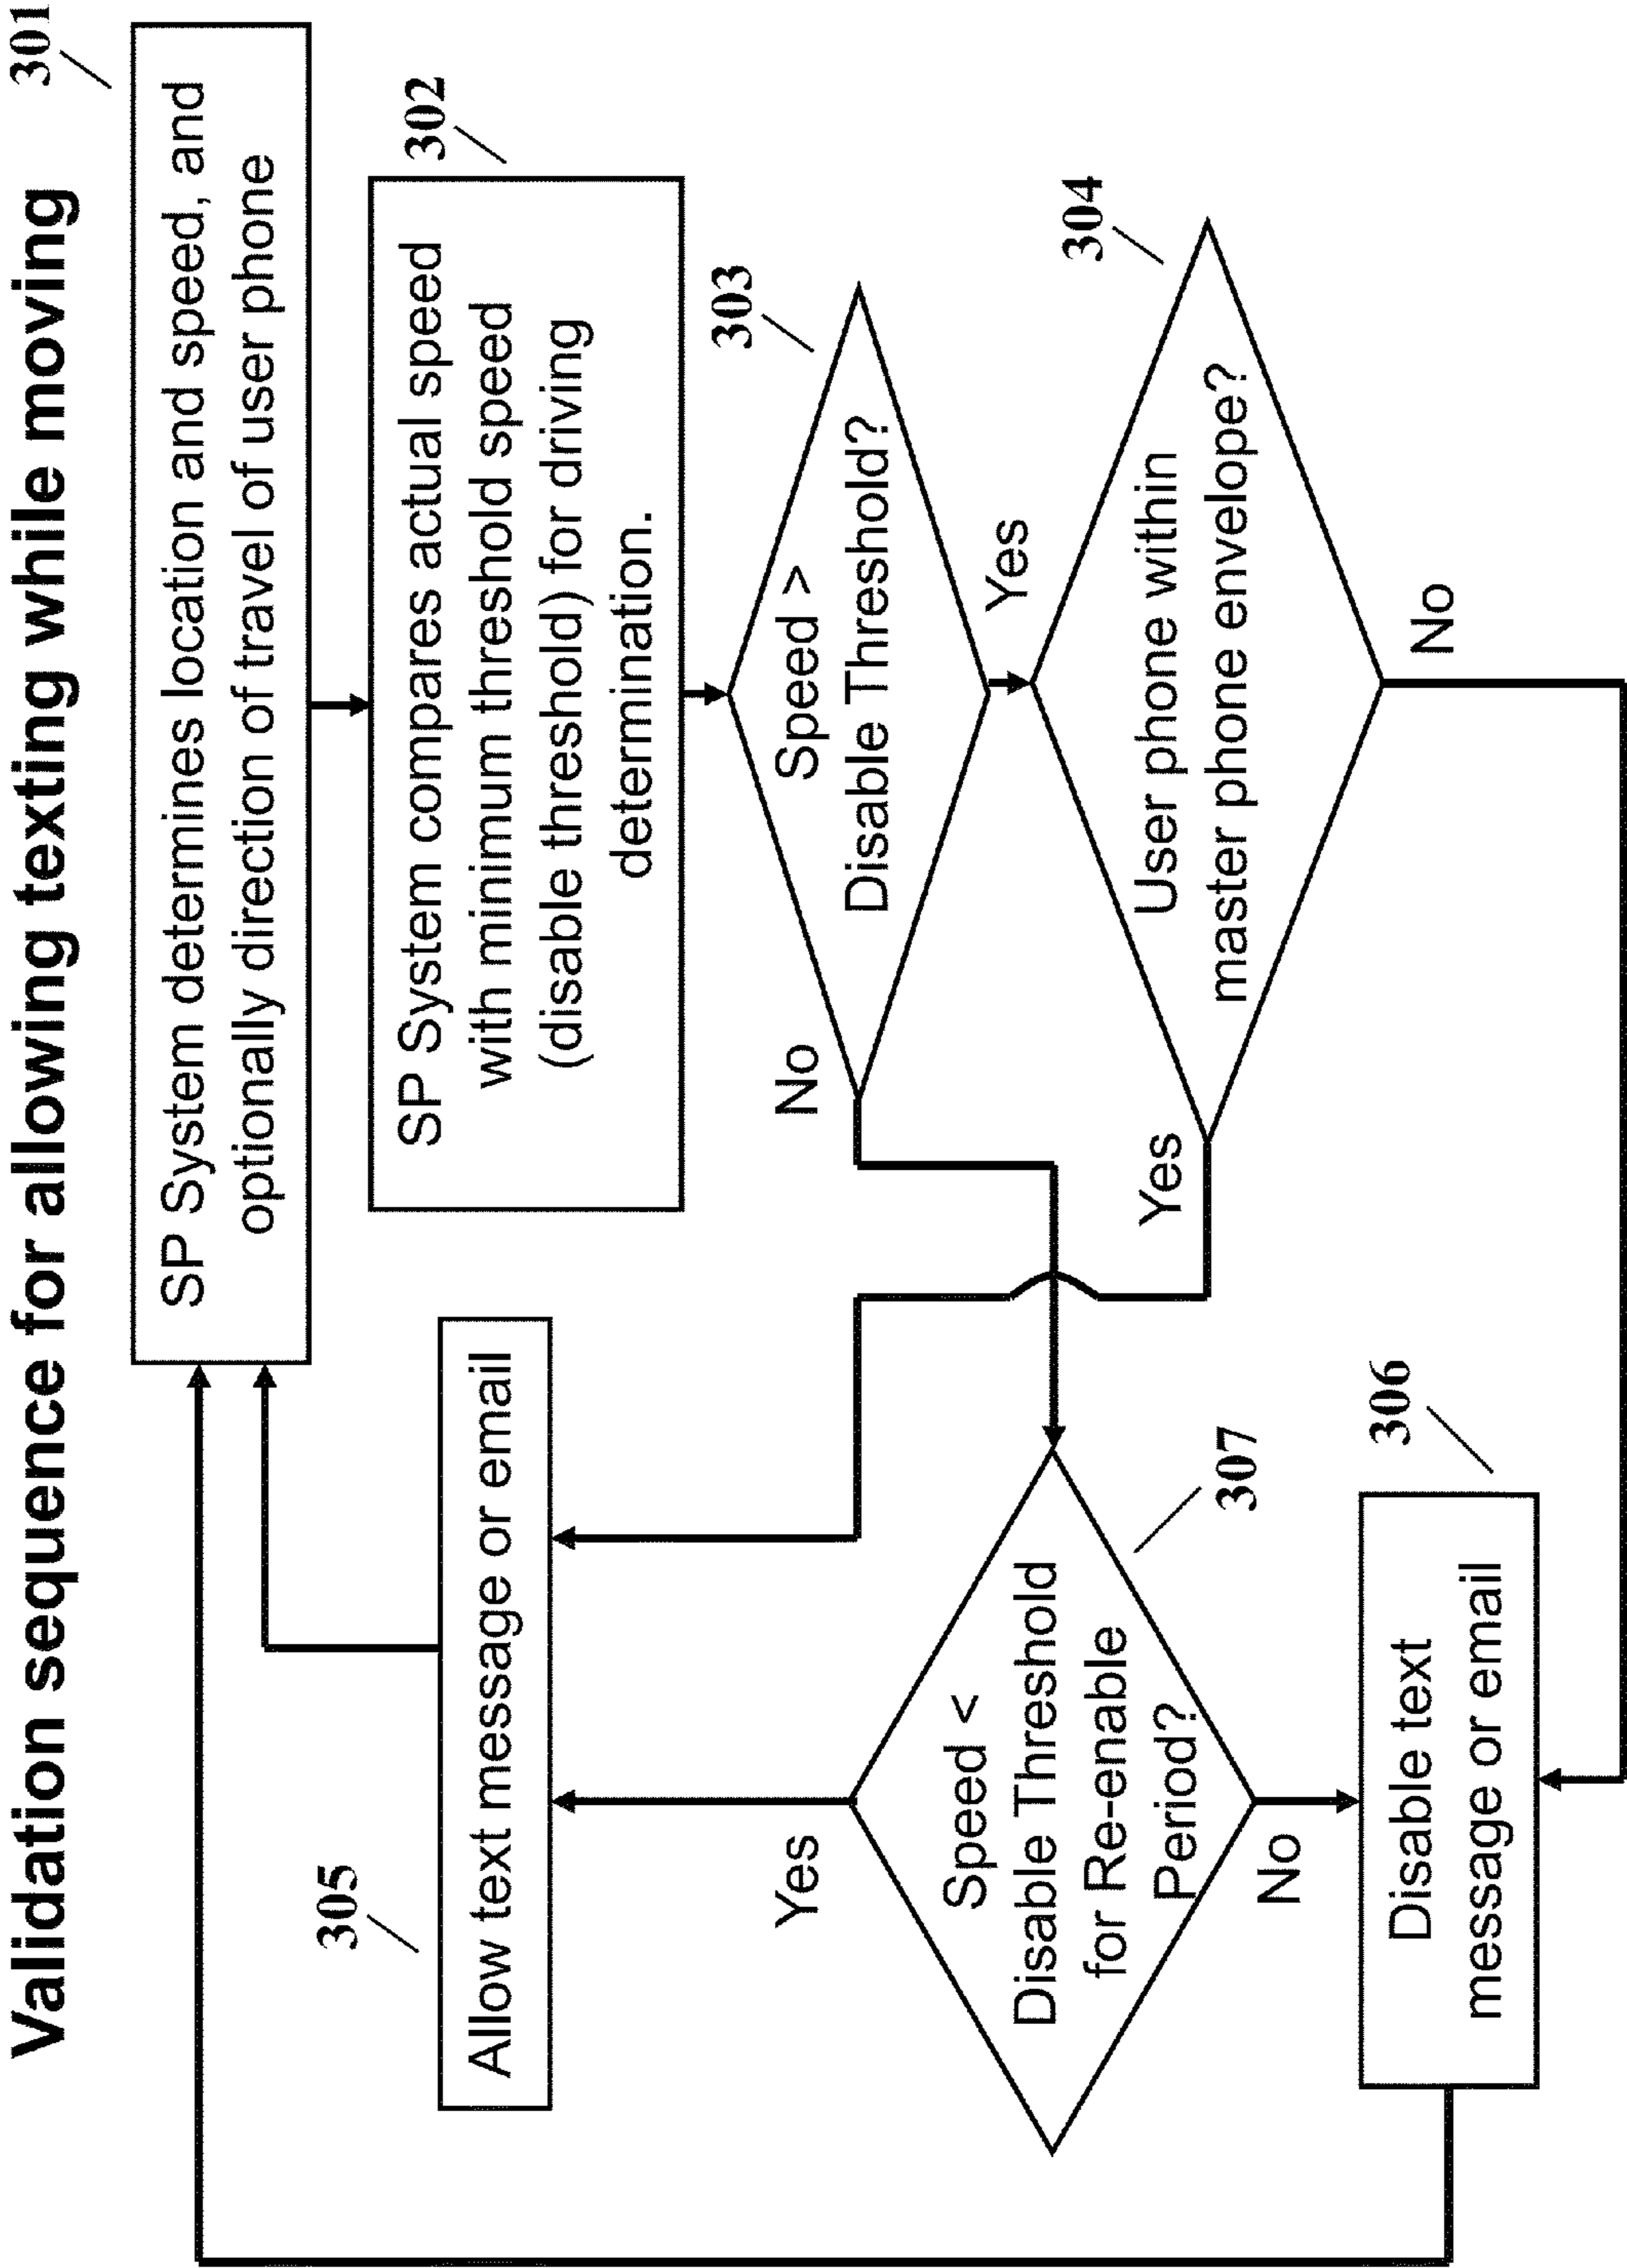 Validation sequence for allowing texting while moving
301
SP System determines location and speed, and
optionally direction of travel of user phone
302
SP System compares actual speed
with minimum threshold speed
(disable threshold) for driving
determination.
303
Speed >
Disable Threshold?
No
Yes
304
User phone within
master phone envelope?
Yes
No
305
Allow text message or email
307
Speed <
Disable Threshold
for Re-enable
Period?
Yes
No
306
Disable text
message or email